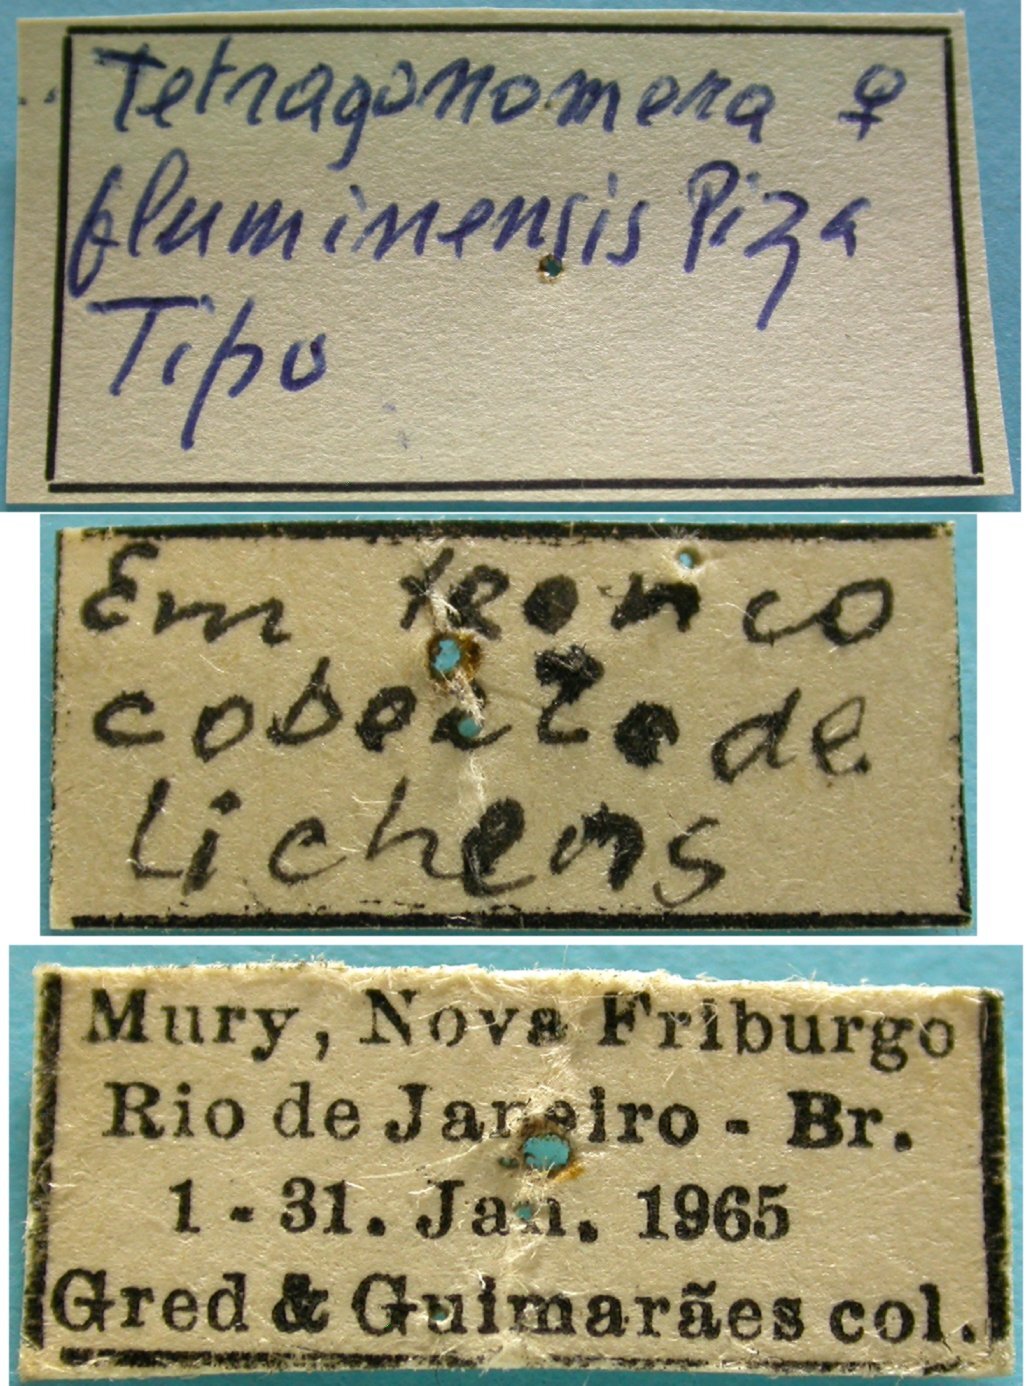 Tetragonomera ♀
fluminensis Piza
Tipo
Em tronco
coberto de
lichens
Mury, Nova Friburgo
Rio de Janeiro - Br.
1 - 31. Jan. 1965
Gred & Guimarães col.